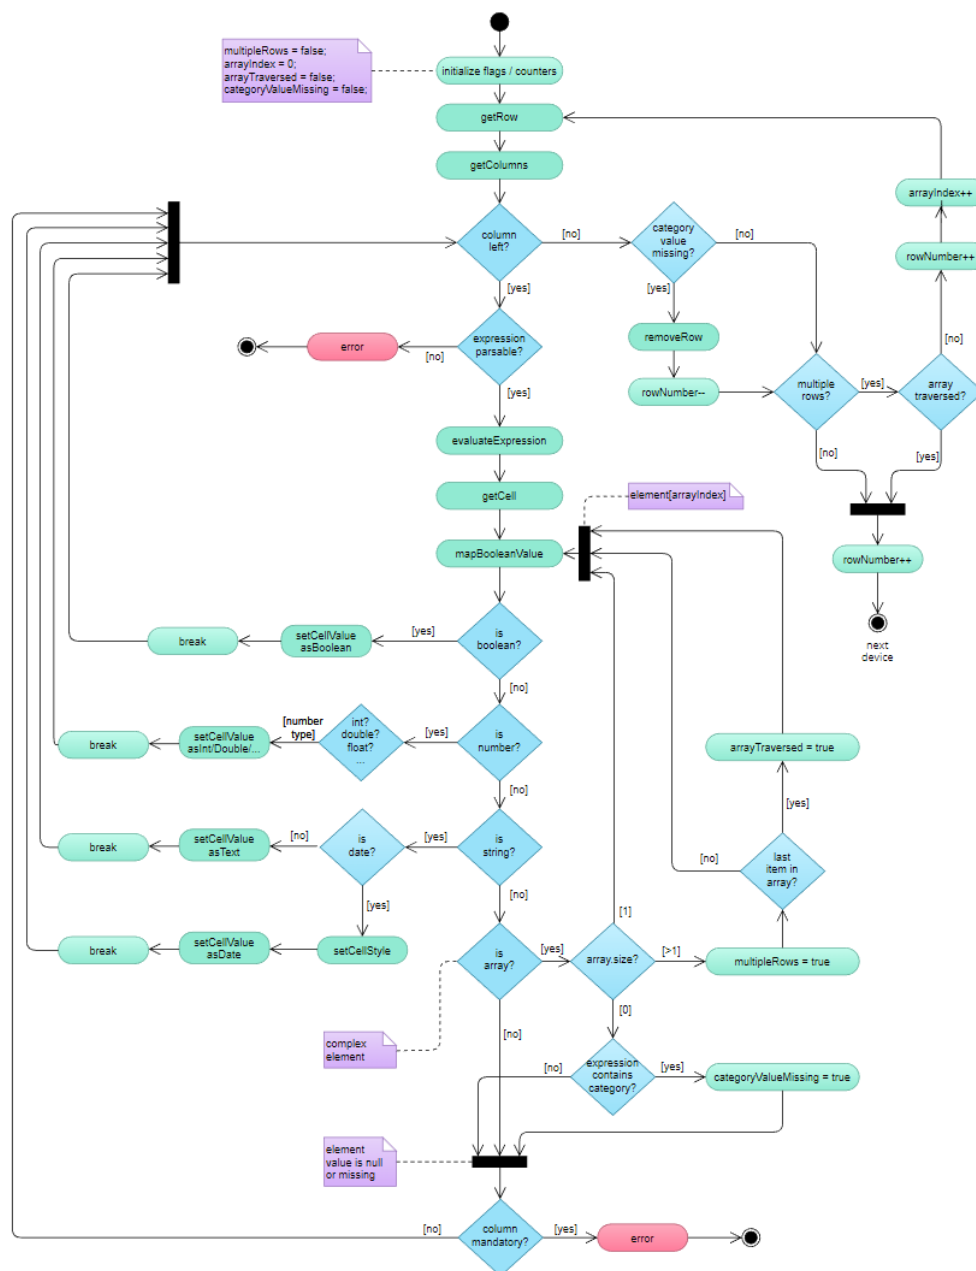 multipleRows = false;
arrayIndex = 0;
arrayTraversed = false;
categoryValueMissing = false;
initialize flags / counters
getRow
getColumns
arrayIndex++
column
left?
[no]
category
value
missing?
[no]
rowNumber++
[yes]
[yes]
error
[no]
expression
parsable?
removeRow
[no]
rowNumber--
multiple
rows?
[yes]
array
traversed?
[yes]
evaluateExpression
[no]
[yes]
getCell
element[arrayIndex]
mapBooleanValue
rowNumber++
next
device
break
setCellValue
asBoolean
[yes]
is
boolean?
[no]
break
setCellValue
asInt/Double/...
[number
type]
int?
double?
float?
...
[yes]
is
number?
arrayTraversed = true
[no]
[yes]
break
setCellValue
asText
[no]
is
date?
[yes]
is
string?
[no]
last
item in
array?
[yes]
[no]
[1]
break
setCellValue
asDate
setCellStyle
is
array?
[yes]
array.size?
[>1]
multipleRows = true
[0]
complex
element
[no]
[no]
expression
contains
category?
[yes]
categoryValueMissing = true
element
value is null
or missing
[no]
column
mandatory?
[yes]
error